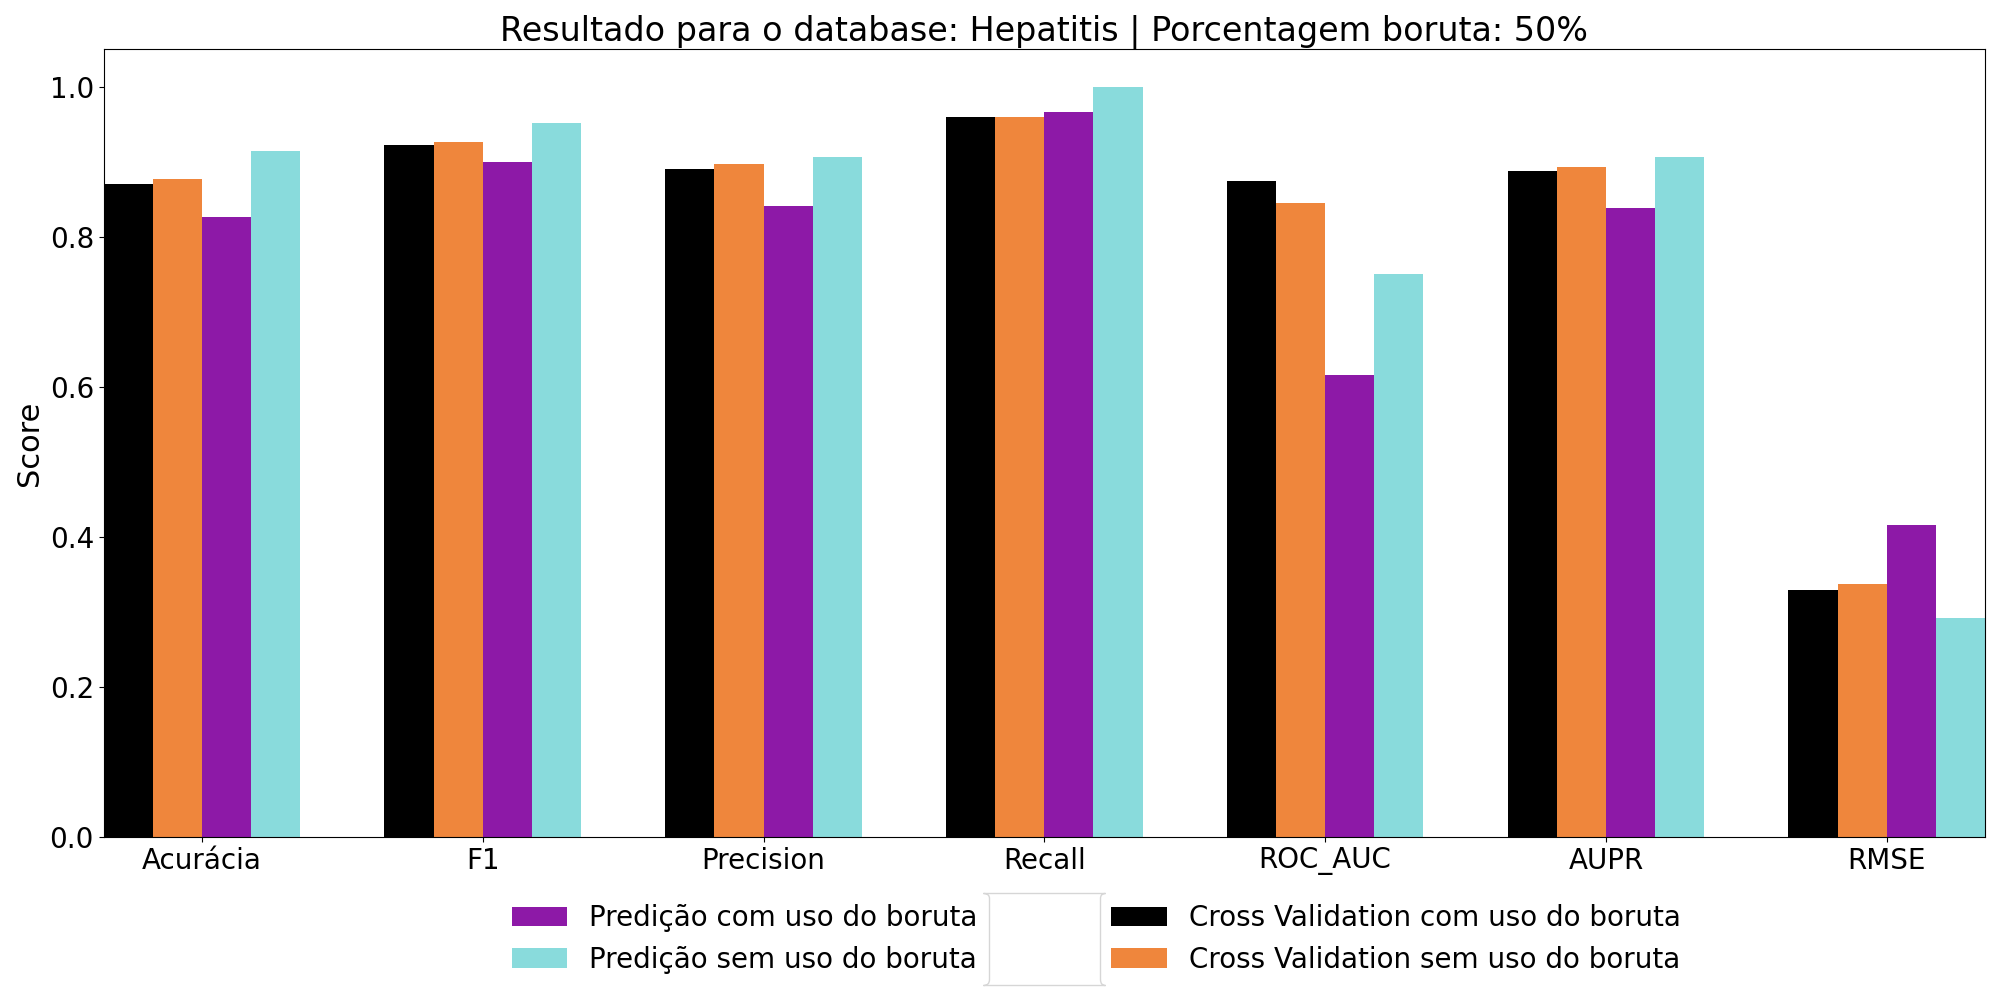 Resultado para o database: Hepatitis | Porcentagem boruta: 50%
Score
1.0
0.8
0.6
0.4
0.2
0.0
Acurácia F1 Precision Recall ROC_AUC AUPR RMSE
Predição com uso do boruta
Predição sem uso do boruta
Cross Validation com uso do boruta
Cross Validation sem uso do boruta